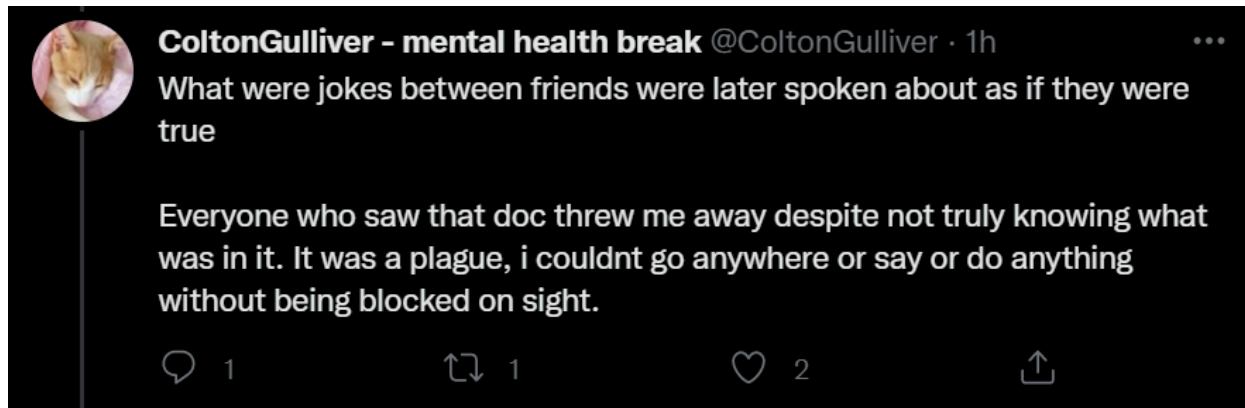 ColtonGulliver - mental health break @ColtonGulliver · 1h
What were jokes between friends were later spoken about as if they were
true
Everyone who saw that doc threw me away despite not truly knowing what
was in it. It was a plague, i couldnt go anywhere or say or do anything
without being blocked on sight.
1 1 2